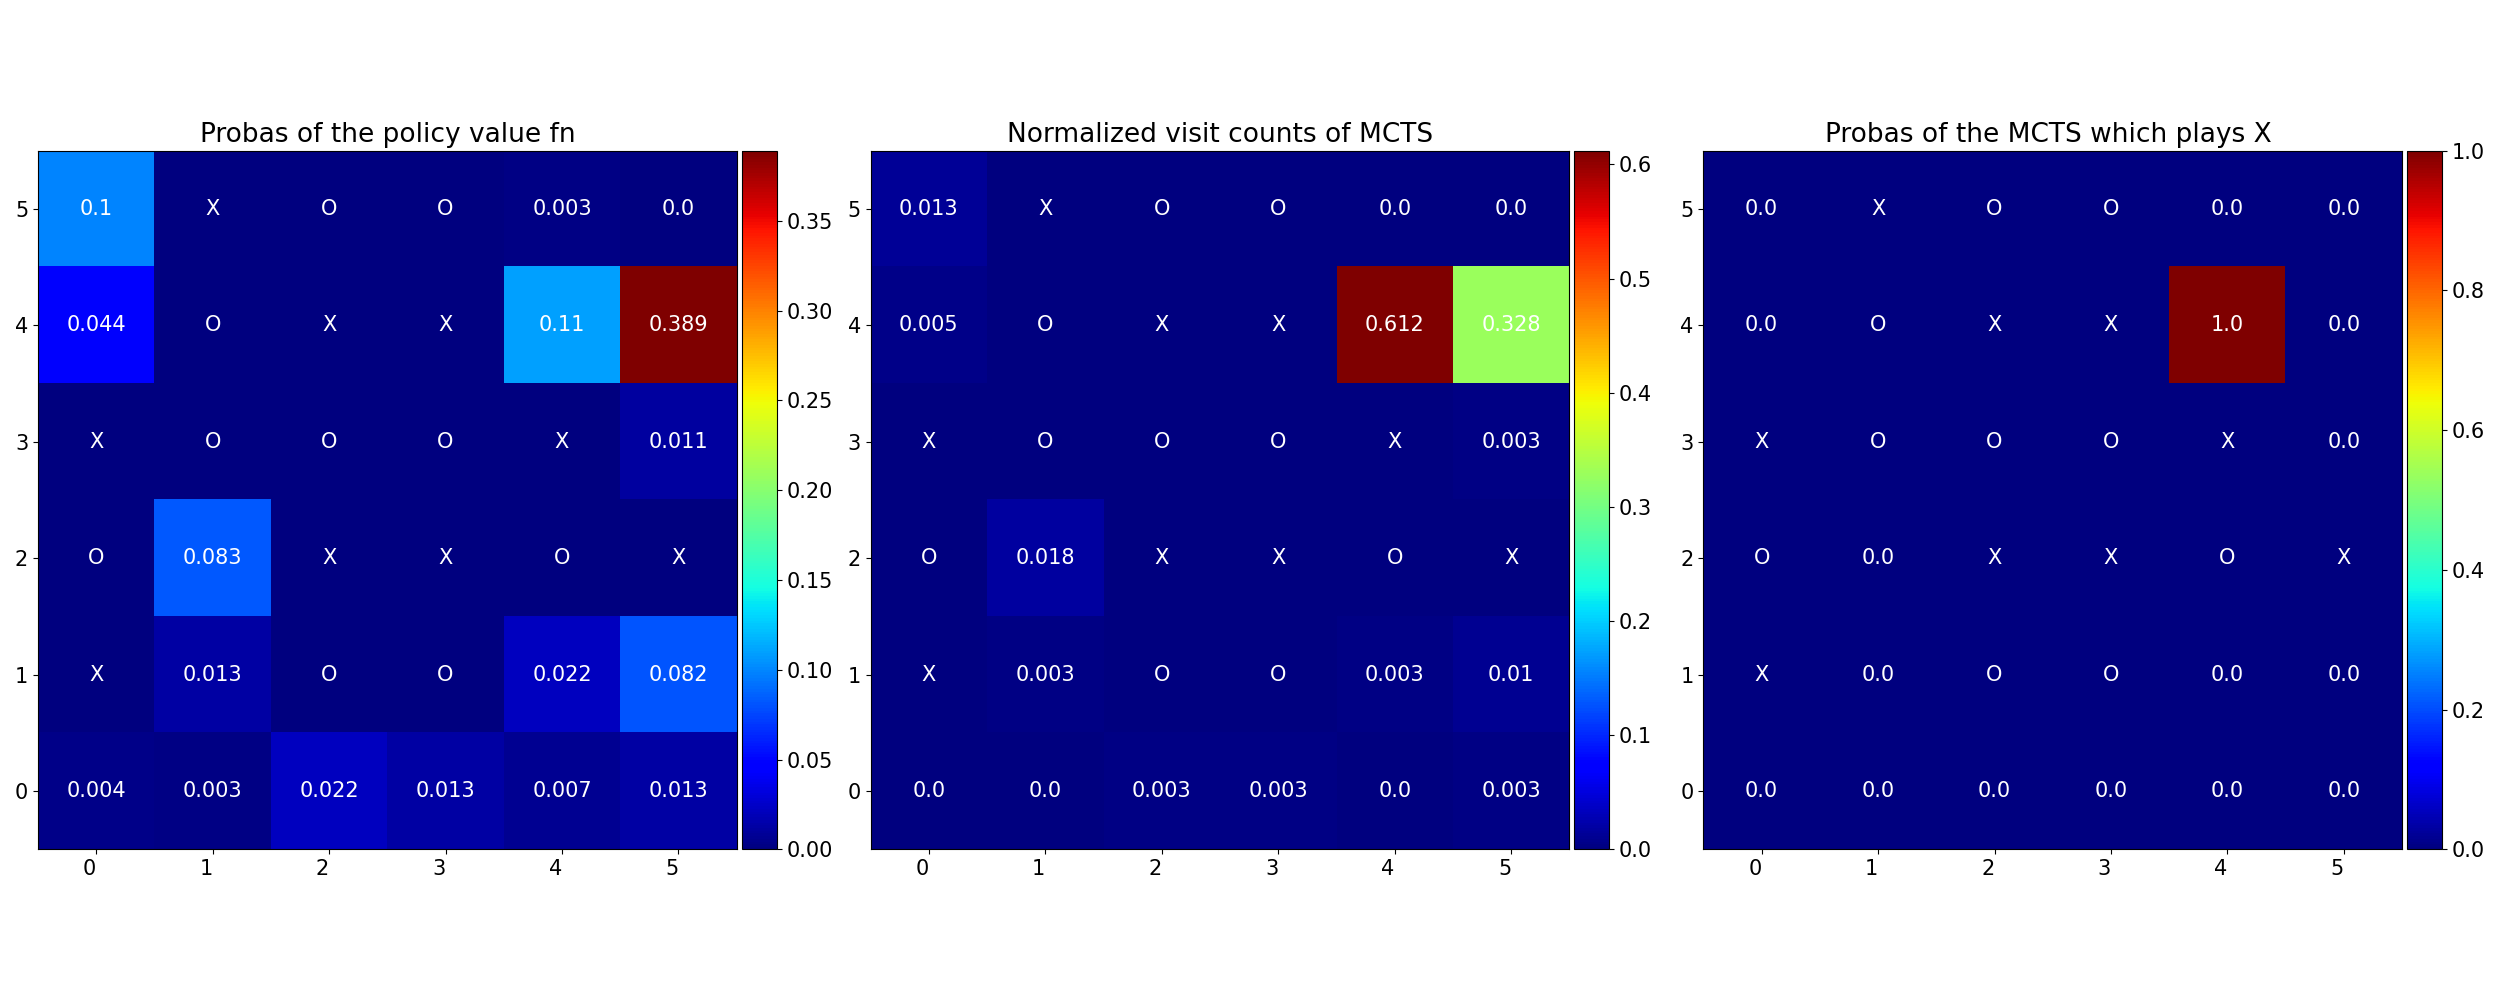 Probas of the policy value fn
5 0.1 X O O 0.003 0.0
4 0.044 O X X 0.11 0.389
3 X O O O X 0.011
2 O 0.083 X X O X
1 X 0.013 O O 0.022 0.082
0 0.004 0.003 0.022 0.013 0.007 0.013
0 1 2 3 4 5
0.35
0.30
0.25
0.20
0.15
0.10
0.05
0.00
Normalized visit counts of MCTS
5 0.013 X O O 0.0 0.0
4 0.005 O X X 0.612 0.328
3 X O O O X 0.003
2 O 0.018 X X O X
1 X 0.003 O O 0.003 0.01
0 0.0 0.0 0.003 0.003 0.0 0.003
0 1 2 3 4 5
0.6
0.5
0.4
0.3
0.2
0.1
0.0
Probas of the MCTS which plays X
5 0.0 X O O 0.0 0.0
4 0.0 O X X 1.0 0.0
3 X O O O X 0.0
2 O 0.0 X X O X
1 X 0.0 O O 0.0 0.0
0 0.0 0.0 0.0 0.0 0.0 0.0
0 1 2 3 4 5
1.0
0.8
0.6
0.4
0.2
0.0